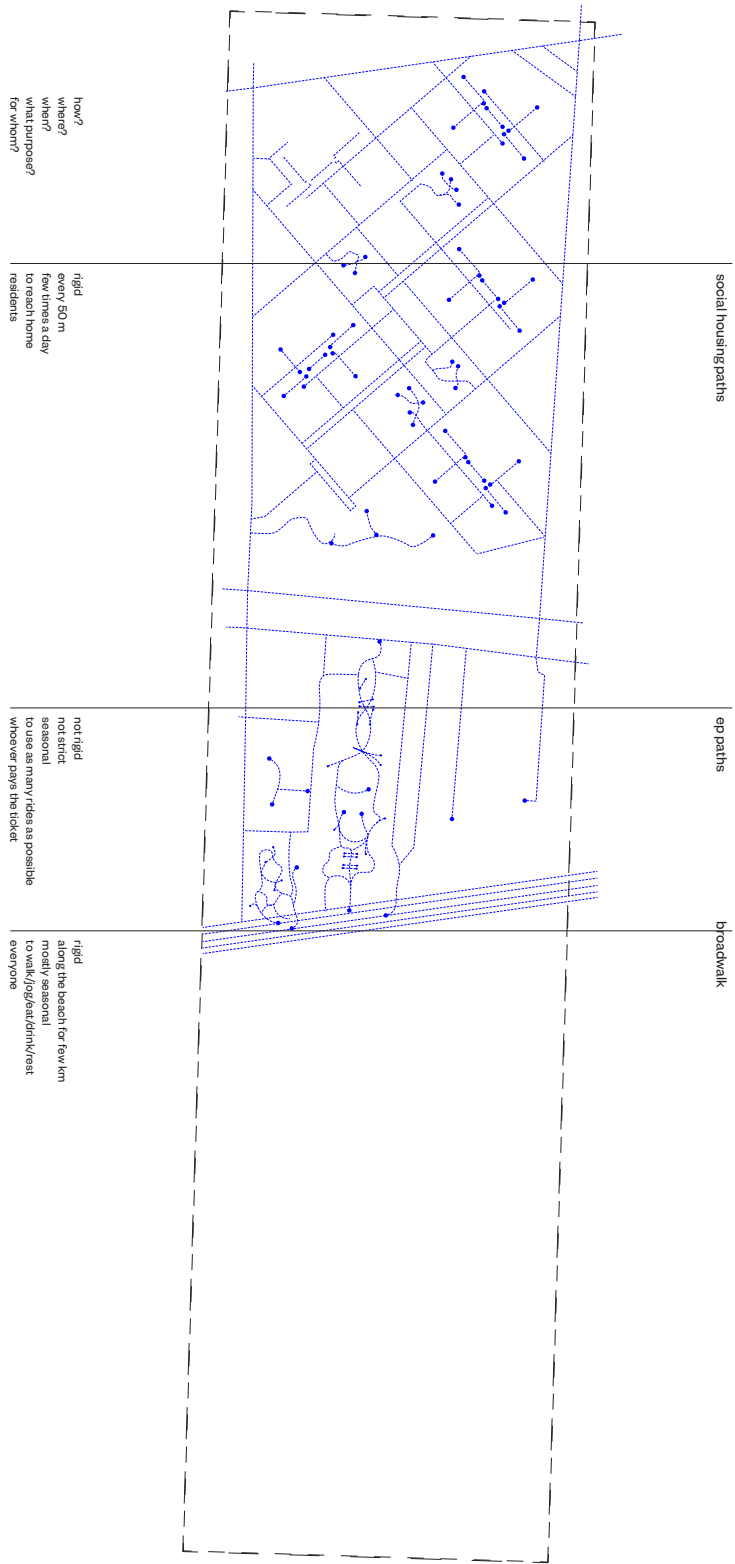 social housing paths
ep paths
broadwalk
how?
where?
when?
what purpose?
for whom?
rigid
every 50 m
few times a day
to reach home
residents
not rigid
not strict
seasonal
to use as many rides as possible
whoever pays the ticket
rigid
along the beach for few km
mostly seasonal
to walk/jog/eat/drink/rest
everyone